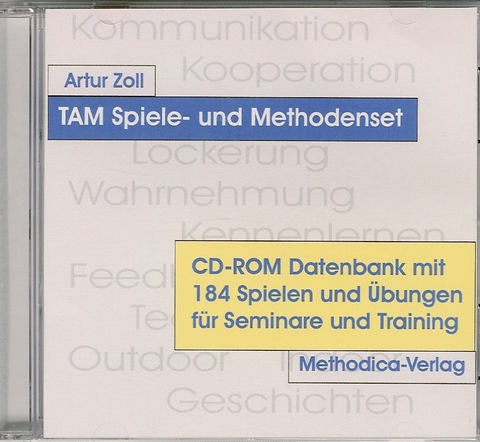 Kommunikation
Kooperation
Artur Zoll
TAM Spiele- und Methodenset
Lockerung
Wahrnehmung
Kennenlernen
CD-ROM Datenbank mit
184 Spielen und Übungen
für Seminare und Training
Outdoor
Methodica-Verlag
Geschichten